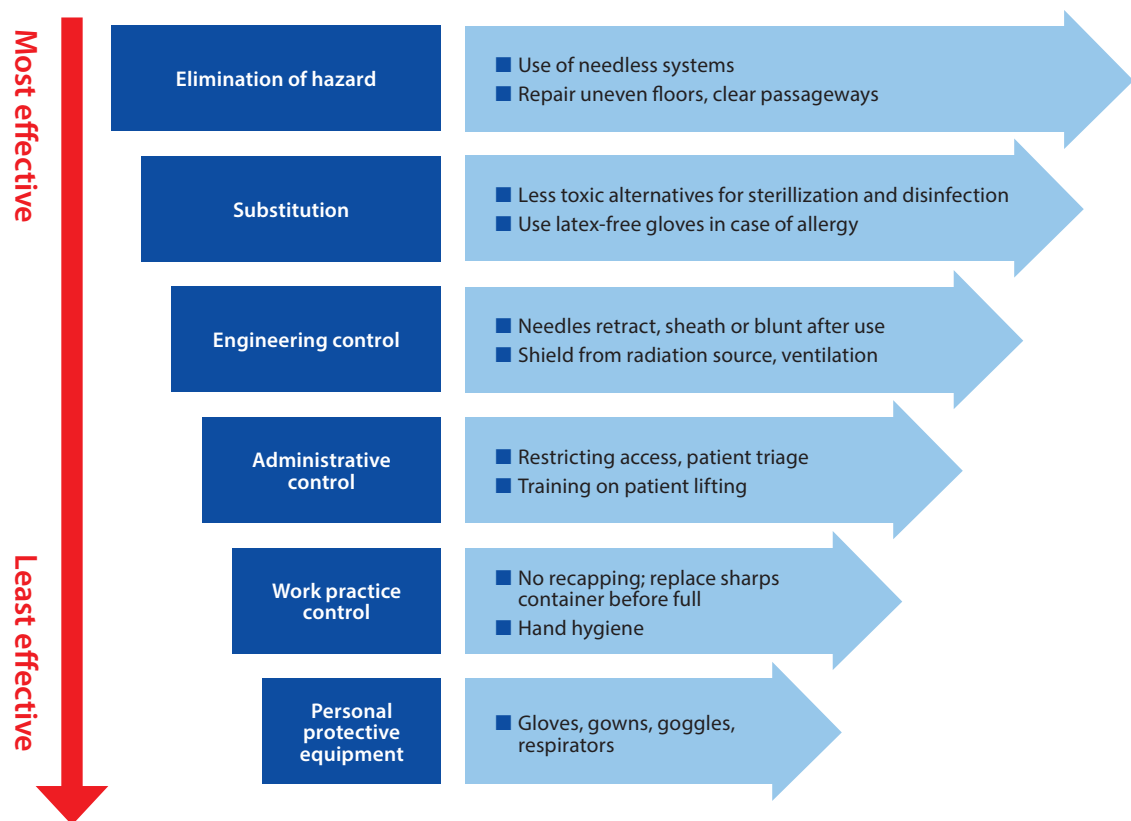 Most effective
Elimination of hazard
Use of needless systems
Repair uneven floors, clear passageways
Substitution
Less toxic alternatives for sterillization and disinfection
Use latex-free gloves in case of allergy
Engineering control
Needles retract, sheath or blunt after use
Shield from radiation source, ventilation
Administrative
control
Restricting access, patient triage
Training on patient lifting
Least effective
Work practice
control
No recapping; replace sharps
container before full
Hand hygiene
Personal
protective
equipment
Gloves, gowns, goggles,
respirators